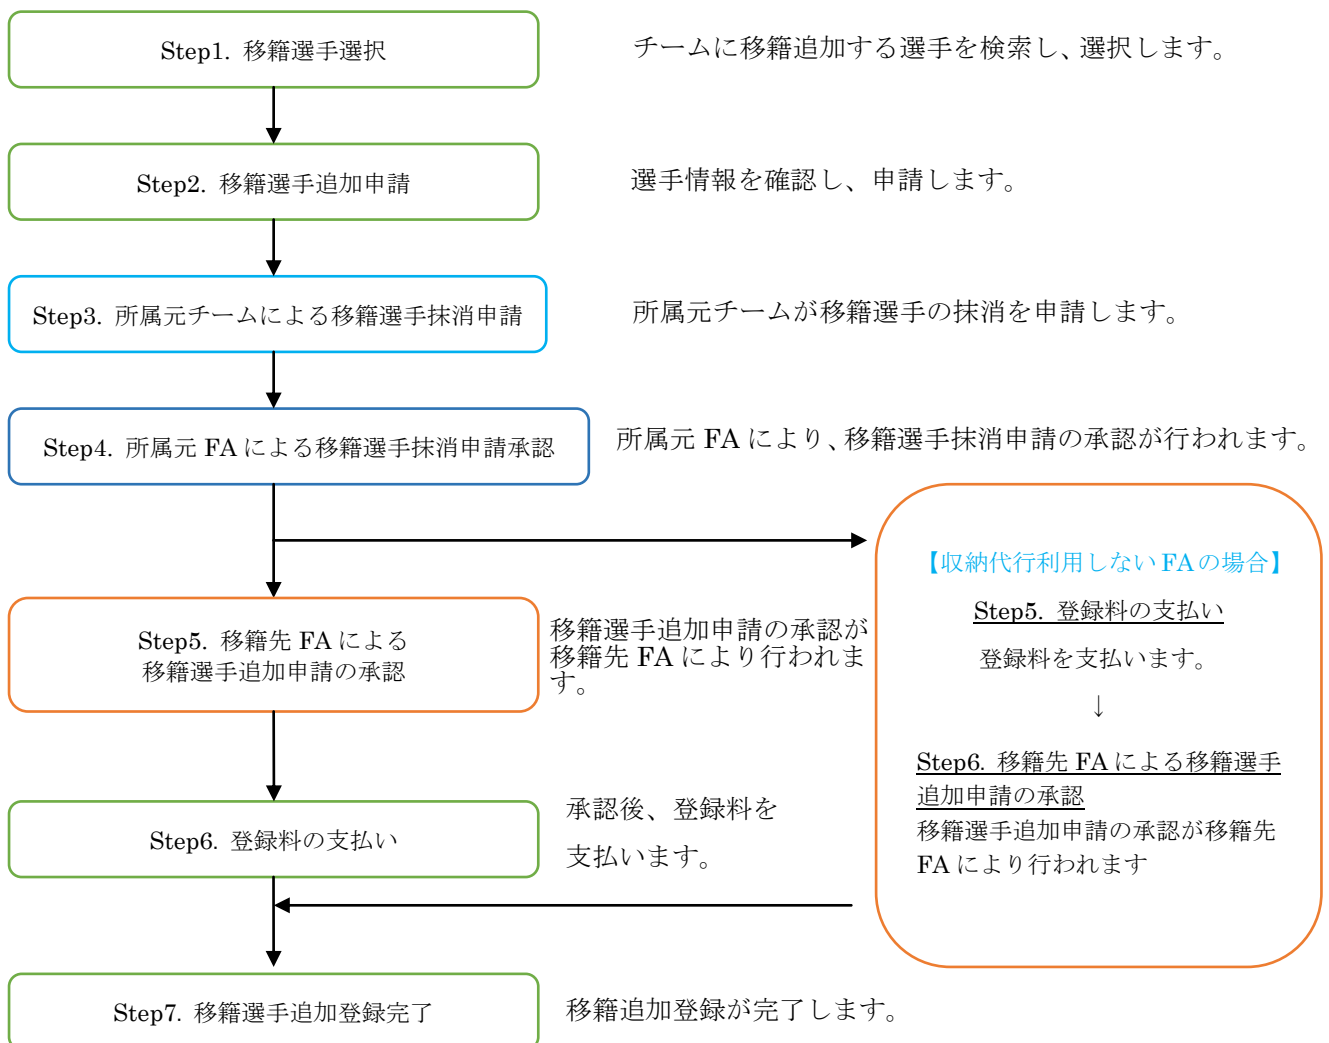 Step1. 移籍選手選択
チームに移籍追加する選手を検索し、選択します。
Step2. 移籍選手追加申請
選手情報を確認し、申請します。
Step3. 所属元チームによる移籍選手抹消申請
所属元チームが移籍選手の抹消を申請します。
Step4. 所属元 FA による移籍選手抹消申請承認
所属元 FA により、移籍選手抹消申請の承認が行われます。
Step5. 移籍先 FA による
移籍選手追加申請の承認
移籍選手追加申請の承認が
移籍先 FA により行われま
す。
【収納代行利用しない FA の場合】
Step5. 登録料の支払い
登録料を支払います。
↓
Step6. 移籍先 FA による移籍選手
追加申請の承認
移籍選手追加申請の承認が移籍先
FA により行われます
Step6. 登録料の支払い
承認後、登録料を
支払います。
Step7. 移籍選手追加登録完了
移籍追加登録が完了します。